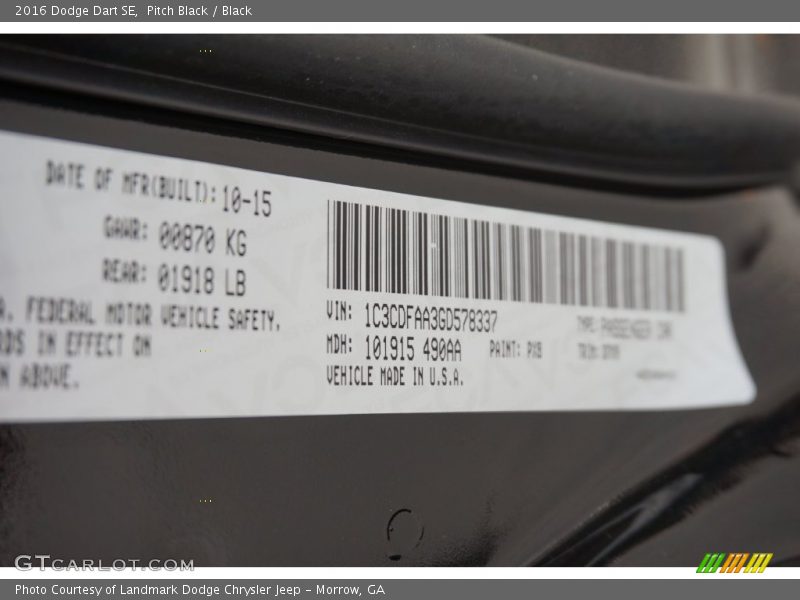 2016 Dodge Dart SE, Pitch Black / Black
DATE OF MFR(BUILT): 10-15
GAWR: 00870 KG
REAR: 01918 LB
FEDERAL MOTOR VEHICLE SAFETY.
IN EFFECT ON
ABOVE.
VIN: 1C3CDFAA3GD578337
MDH: 101915 490AA PAINT: PX8
VEHICLE MADE IN U.S.A.
TYPE: PASSENGER CAR
TRIM:
GTCARLOT.COM
Photo Courtesy of Landmark Dodge Chrysler Jeep – Morrow, GA